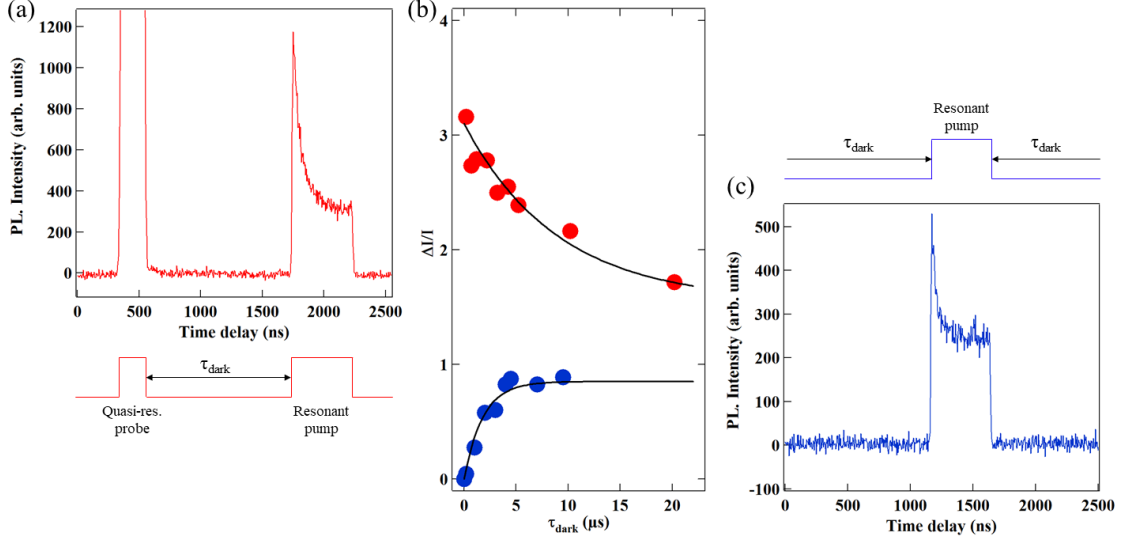 (a)
1200
1000
800
600
400
200
0
PL. Intensity (arb. units)
0
500
1000
1500
2000
2500
Time delay (ns)
τdark
Quasi-res.
probe
Resonant
pump
(b)
4
3
2
1
0
ΔI/I
0
5
10
15
20
τdark (µs)
Resonant
pump
τdark
τdark
(c)
500
400
300
200
100
0
-100
PL. Intensity (arb. units)
0
500
1000
1500
2000
2500
Time delay (ns)